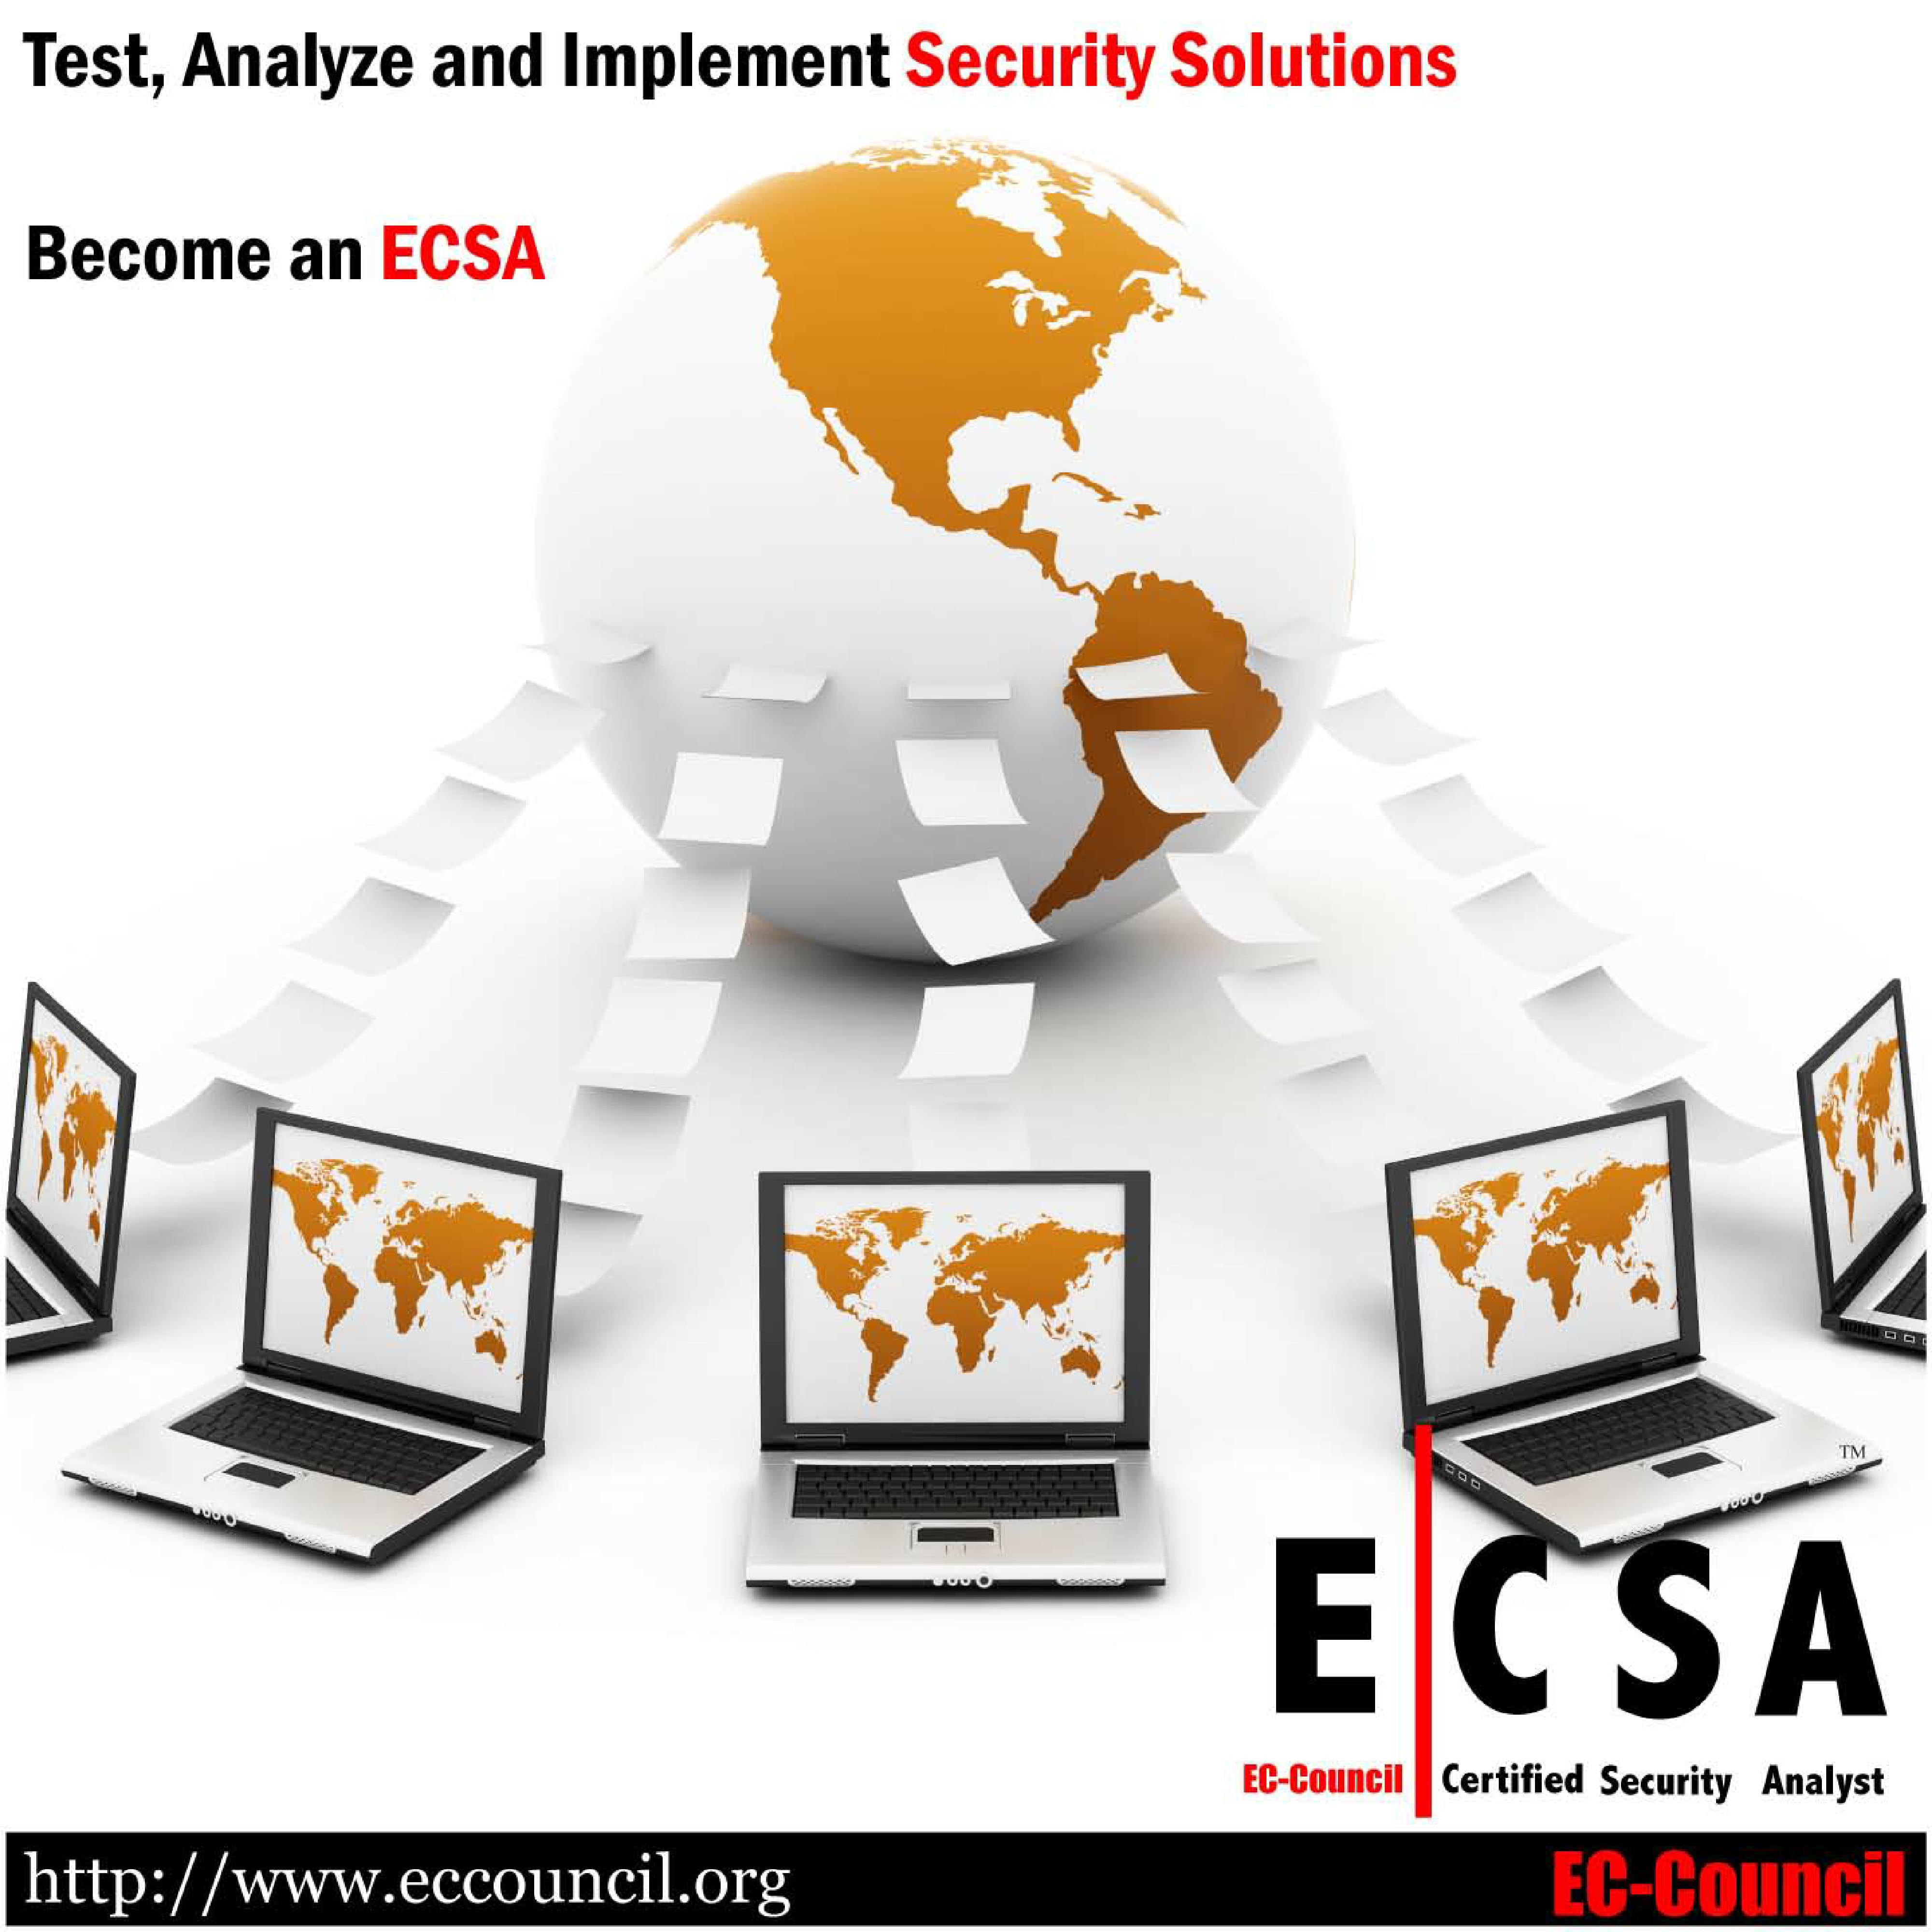 Test, Analyze and Implement Security Solutions
Become an ECSA
TM
E CSA
EC-Council Certified Security Analyst
http://www.eccouncil.org EC-Council